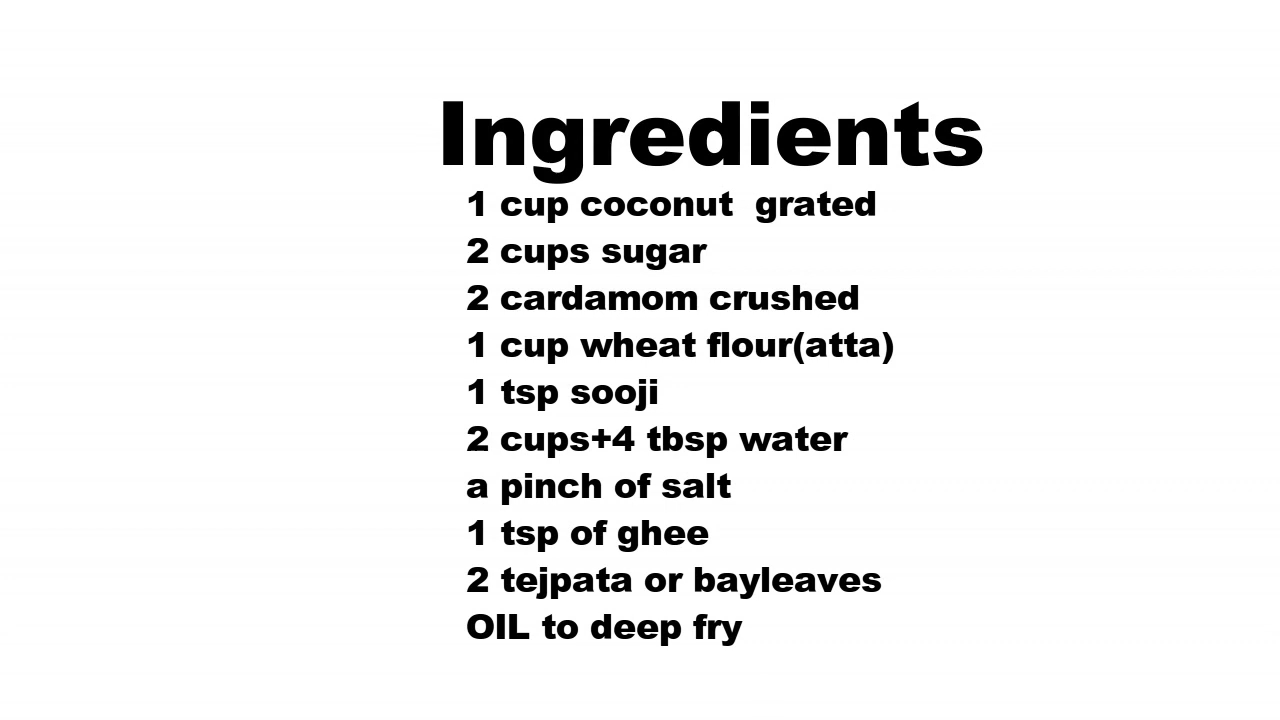 Ingredients
1 cup coconut  grated
2 cups sugar
2 cardamom crushed
1 cup wheat flour(atta)
1 tsp sooji
2 cups+4 tbsp water
a pinch of salt
1 tsp of ghee
2 tejpata or bayleaves
OIL to deep fry